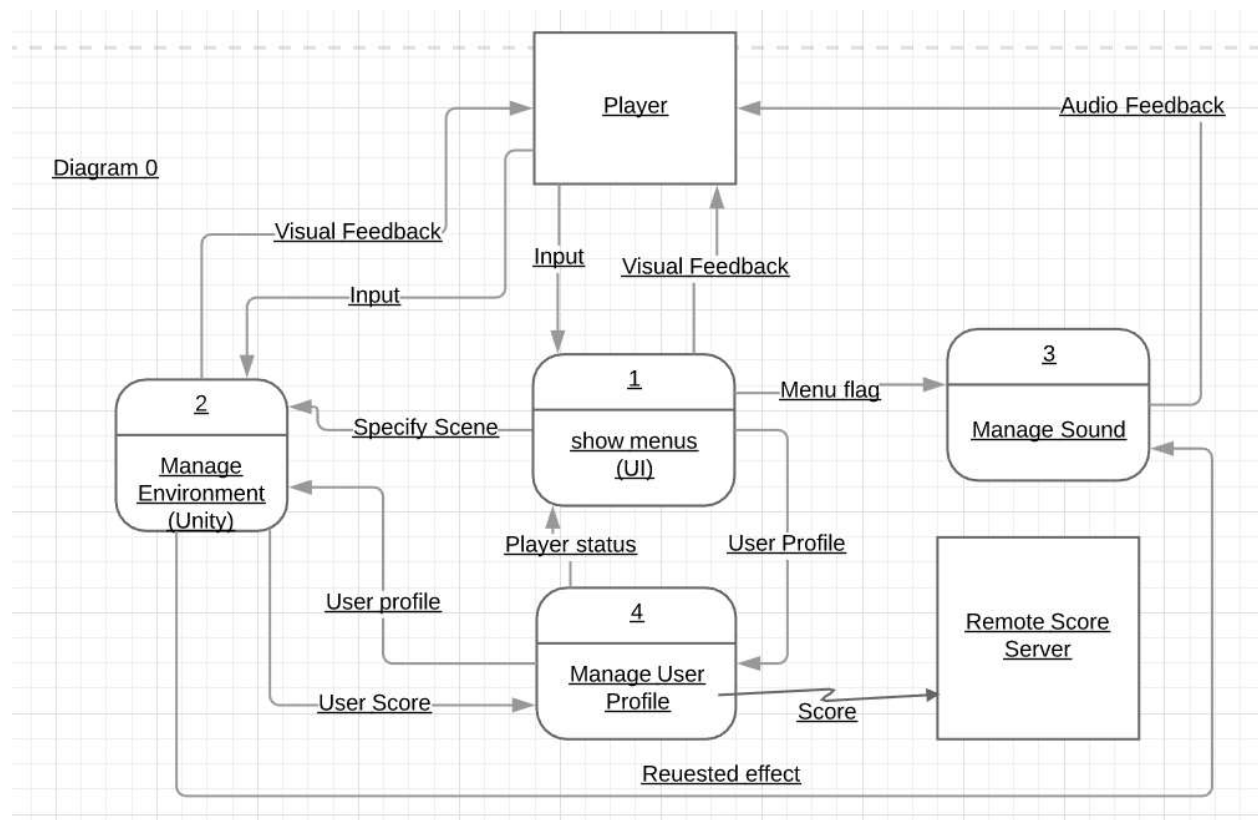 Player
Audio Feedback
Diagram 0
Visual Feedback
Input
Visual Feedback
Input
3
1
Menu flag
2
Specify Scene
show menus
(UI)
Manage Sound
Manage
Environment
(Unity)
Player status
User Profile
User profile
4
Remote Score
Server
Manage User
Profile
User Score
Score
Reuested effect